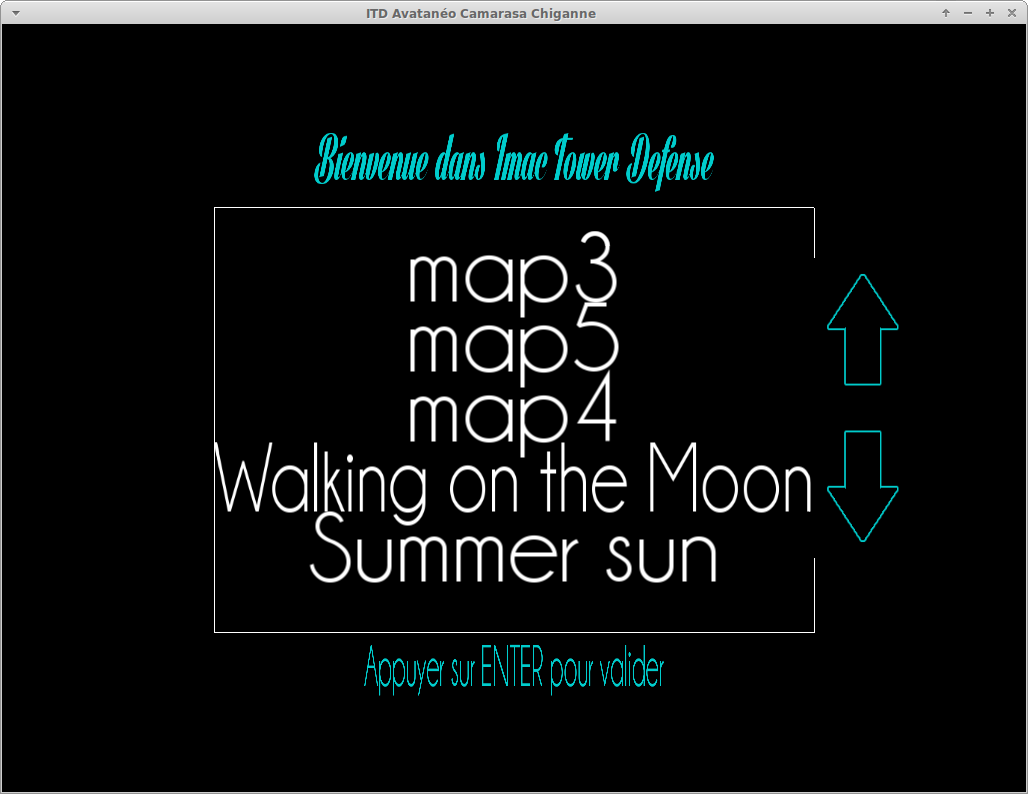 ITD Avatanéo Camarasa Chiganne
Bienvenue dans Imac Tower Defense
map3
map5
map4
Walking on the Moon
Summer sun
Appuyer sur ENTER pour valider